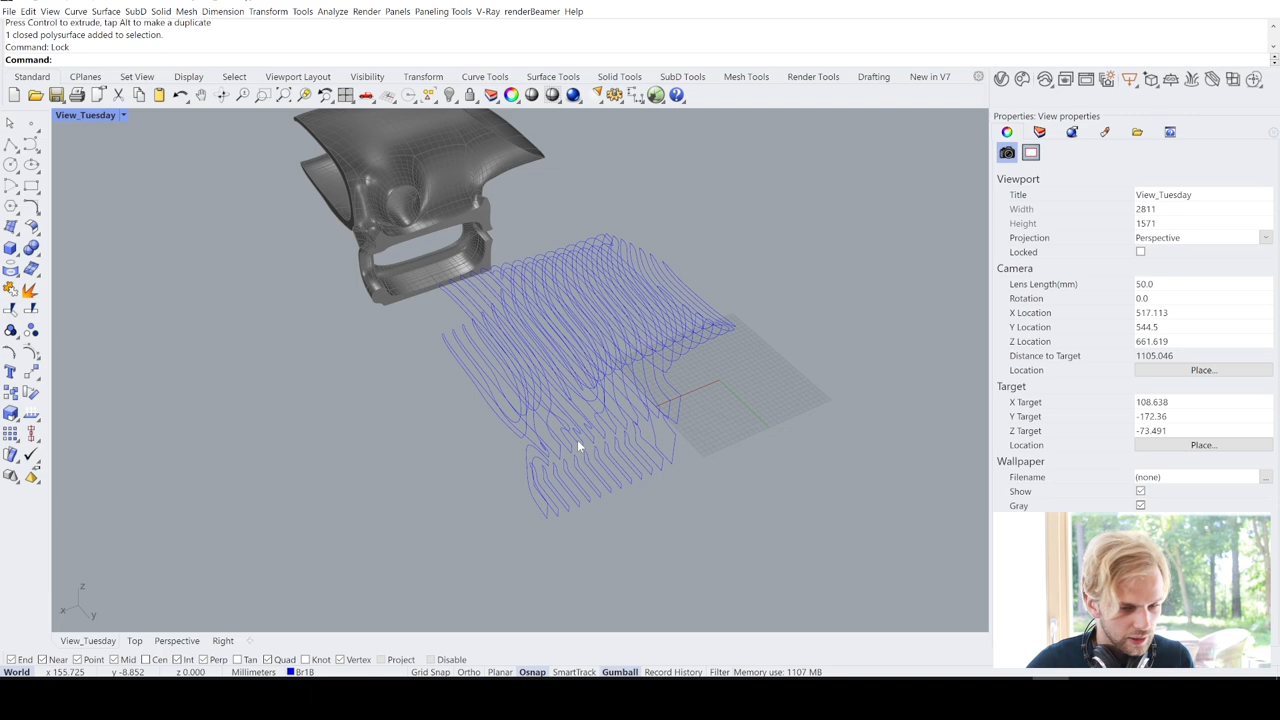 File Edit View Curve Surface SubD Solid Mesh Dimension Transform Tools Analyze Render Panels Paneling Tools V-Ray renderBeamer Help
Press Control to extrude, tap Alt to make a duplicate
1 closed polysurface added to selection.
Command: Lock
Command:
Standard CPlanes Set View Display Select Viewport Layout Visibility Transform Curve Tools Surface Tools Solid Tools SubD Tools Mesh Tools Render Tools Drafting New in V7
View_Tuesday
Properties: View properties
Viewport
Title View_Tuesday
Width 2811
Height 1571
Projection Perspective
Locked
Camera
Lens Length(mm) 50.0
Rotation 0.0
X Location 517.113
Y Location 544.5
Z Location 661.619
Distance to Target 1105.046
Location Place...
Target
X Target 108.638
Y Target -172.36
Z Target -73.491
Location Place...
Wallpaper
Filename (none) ...
Show
Gray
z
x
y
View_Tuesday Top Perspective Right
End Near Point Mid Cen Int Perp Tan Quad Knot Vertex Project Disable
World x 155.725 y -8.852 z 0.000 Millimeters Br1B Grid Snap Ortho Planar Osnap SmartTrack Gumball Record History Filter Memory use: 1107 MB